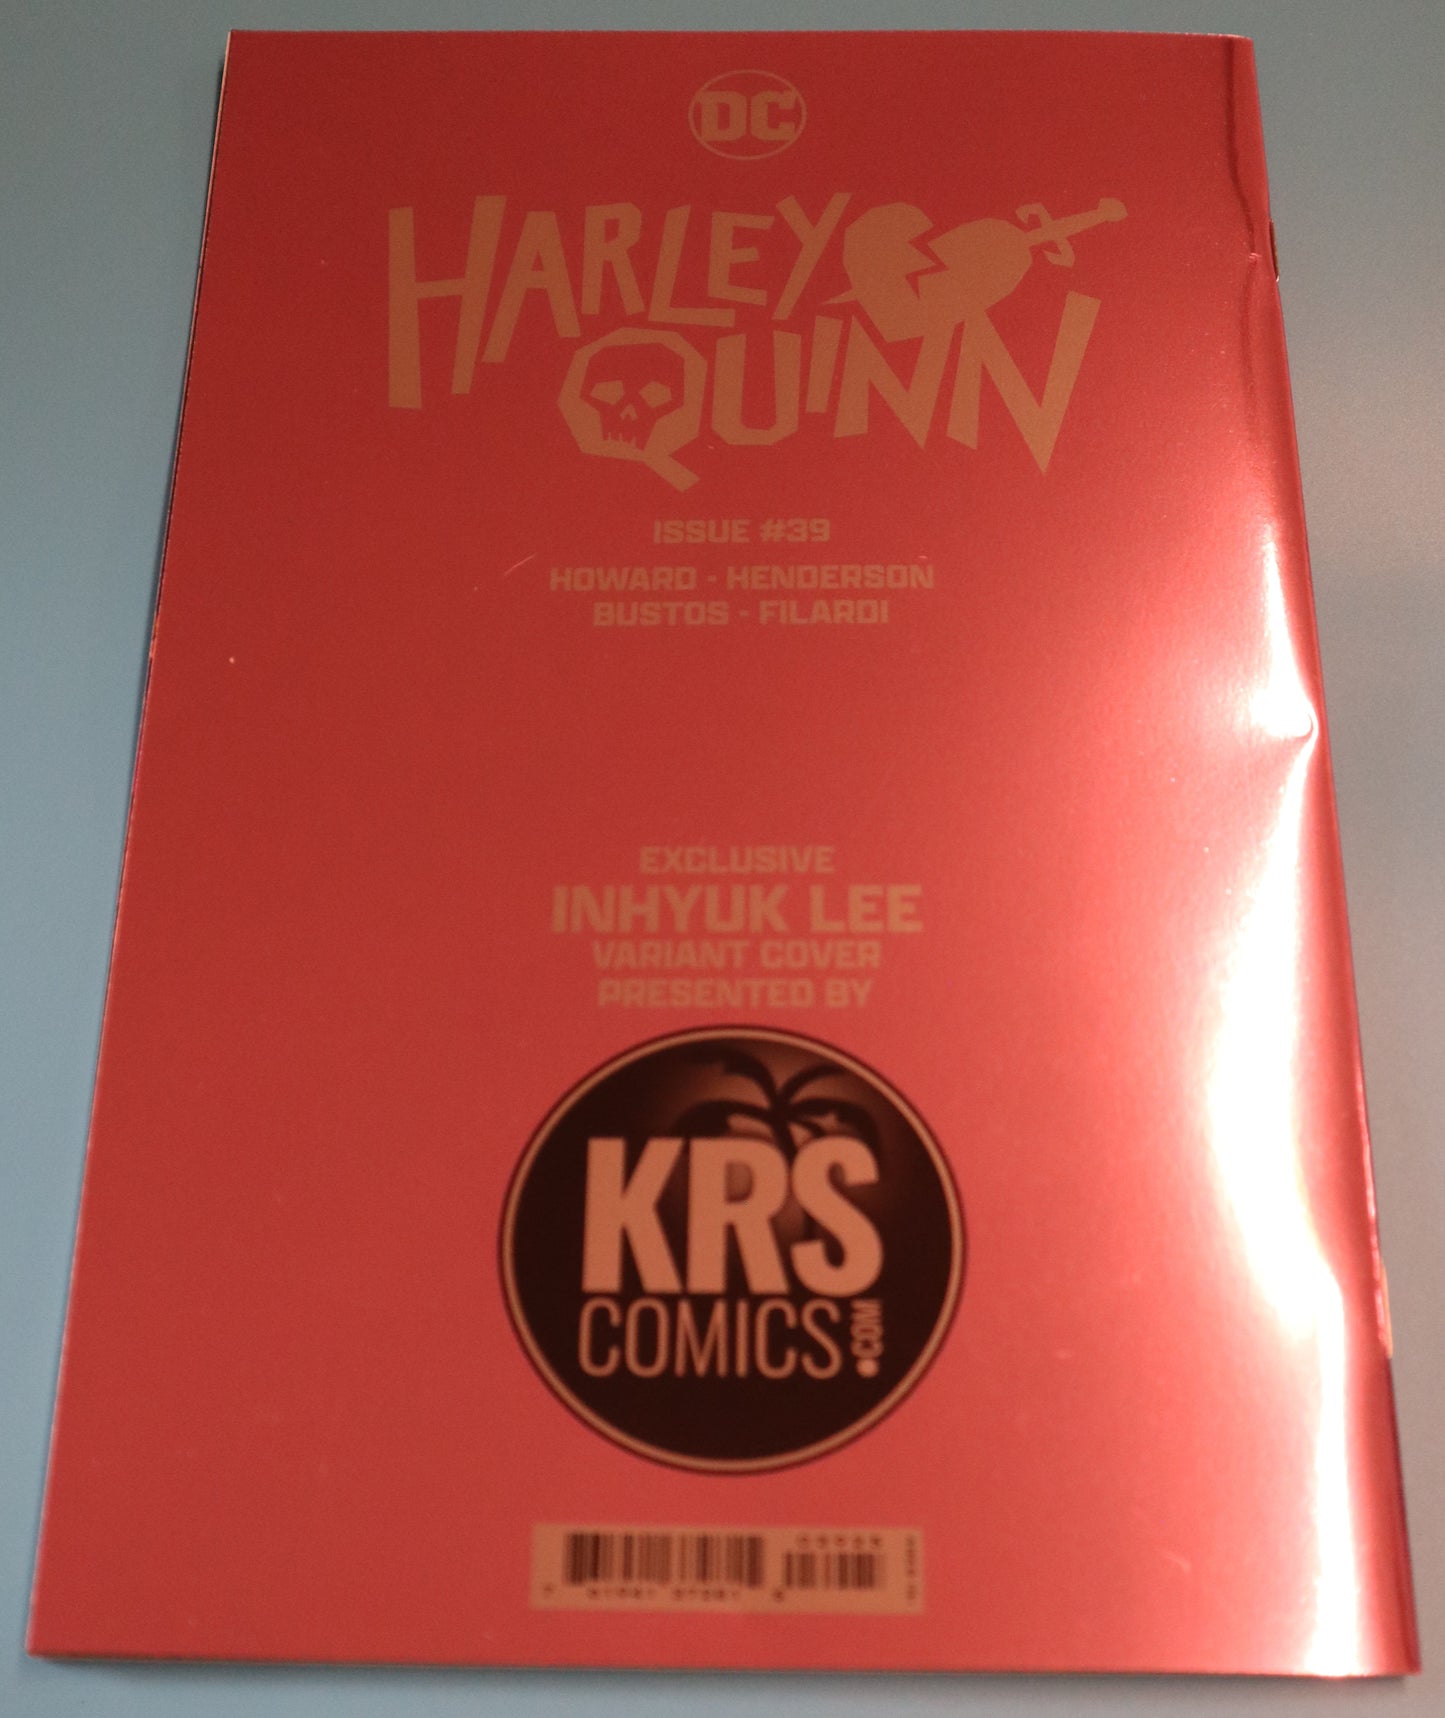 DC
HARLEY
QUINN
ISSUE #39
HOWARD - HENDERSON
BUSTOS - FILARDI
EXCLUSIVE
INHYUK LEE
VARIANT COVER
PRESENTED BY
KRS
COMICS
.COM